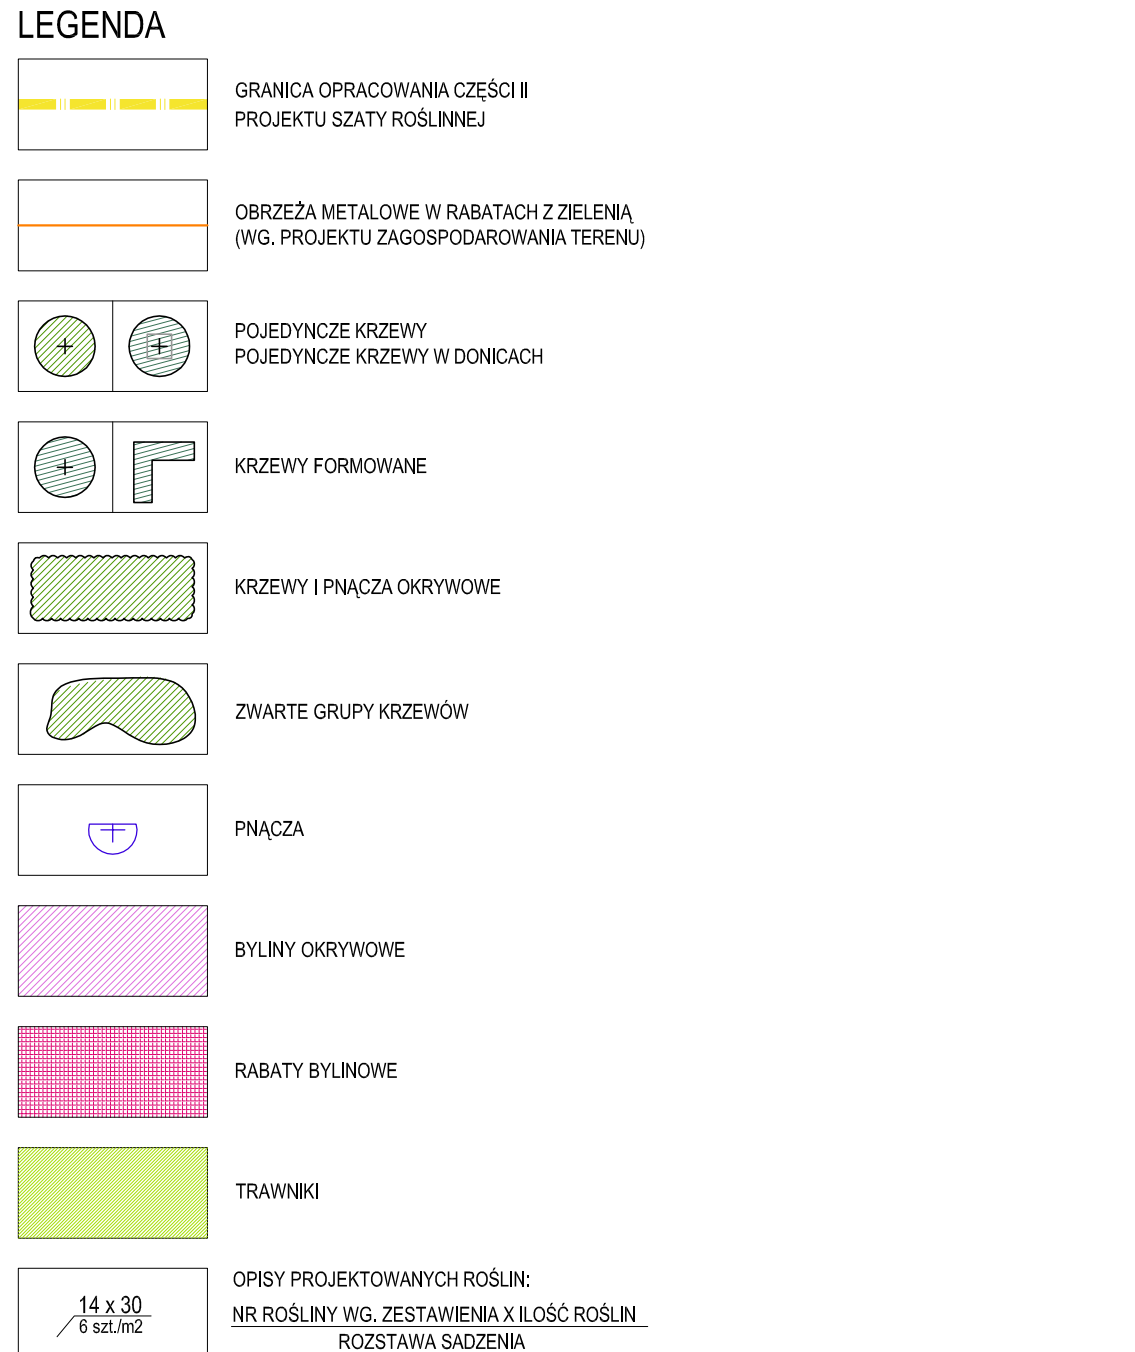 LEGENDA
GRANICA OPRACOWANIA CZĘŚCI II
PROJEKTU SZATY ROŚLINNEJ
OBRZEŻA METALOWE W RABATACH Z ZIELENIĄ
(WG. PROJEKTU ZAGOSPODAROWANIA TERENU)
POJEDYNCZE KRZEWY
POJEDYNCZE KRZEWY W DONICACH
KRZEWY FORMOWANE
KRZEWY I PNĄCZA OKRYWOWE
ZWARTE GRUPY KRZEWÓW
PNĄCZA
BYLINY OKRYWOWE
RABATY BYLINOWE
TRAWNIKI
14 x 30
6 szt./m2
OPISY PROJEKTOWANYCH ROŚLIN:
NR ROŚLINY WG. ZESTAWIENIA X ILOŚĆ ROŚLIN
ROZSTAWA SADZENIA